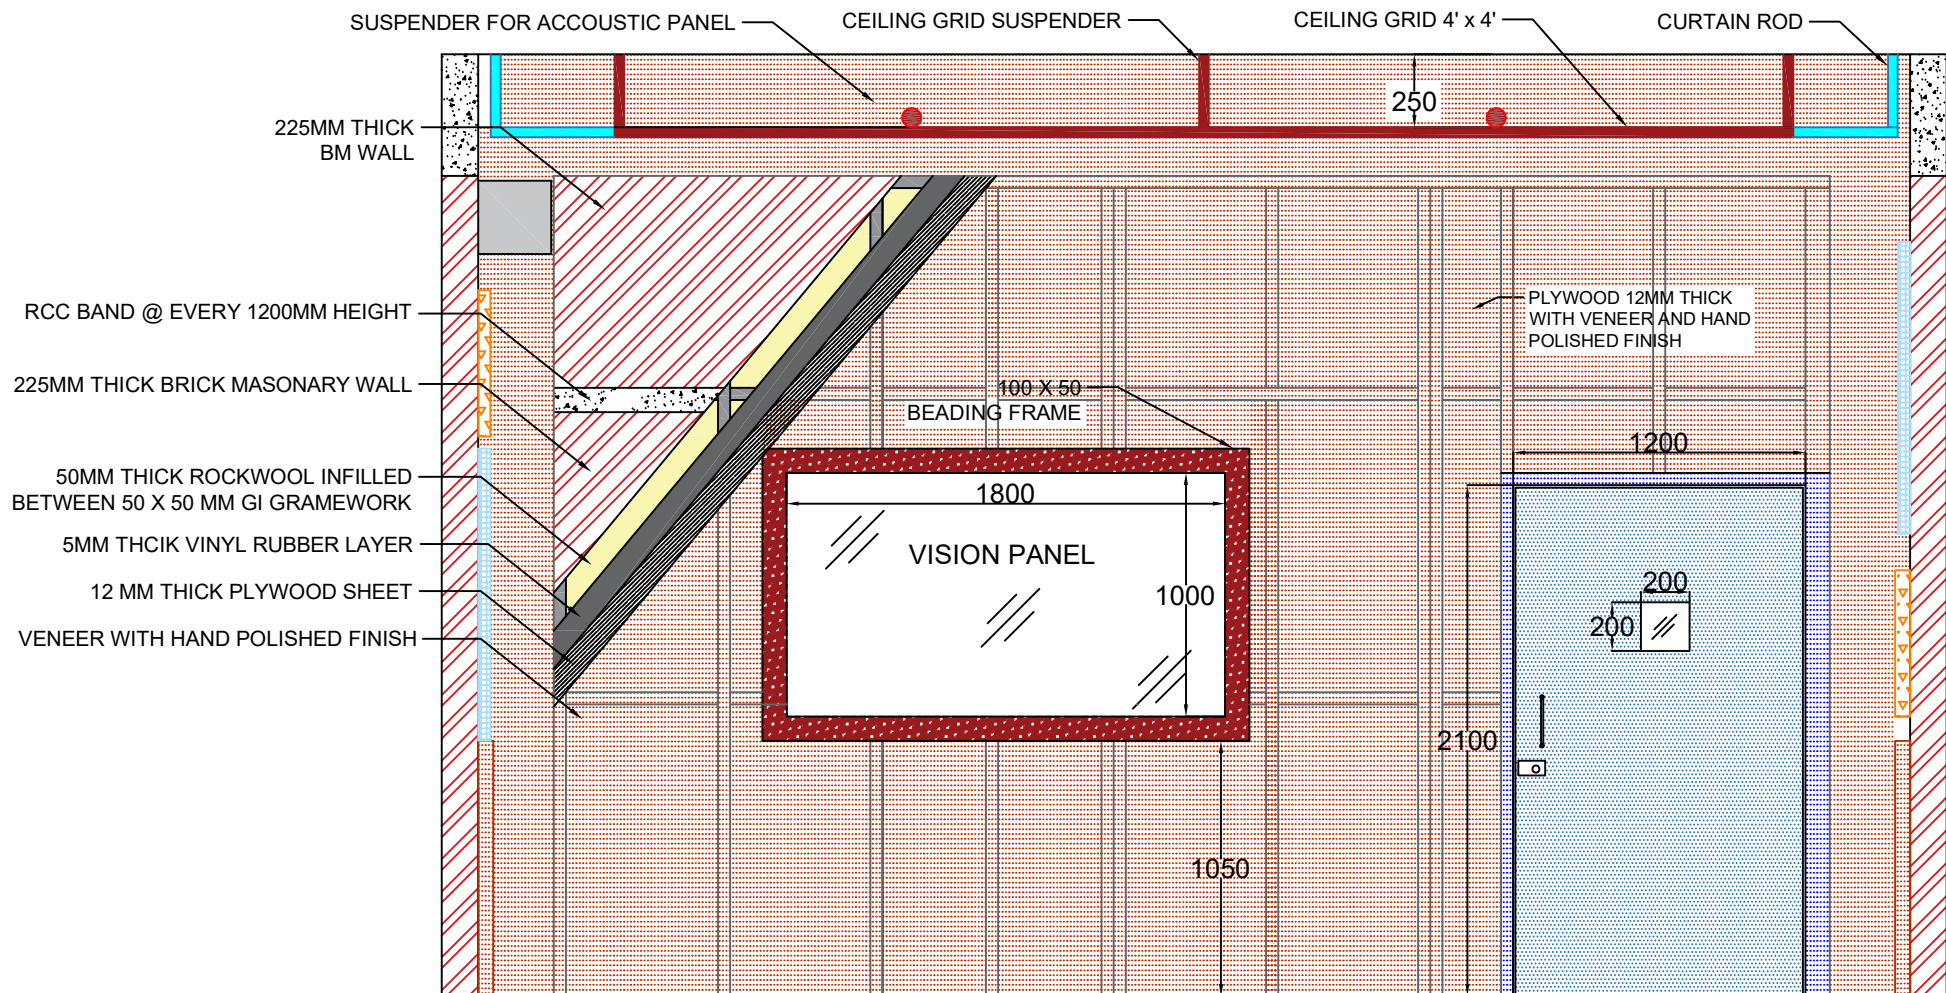 SUSPENDER FOR ACCOUSTIC PANEL
CEILING GRID SUSPENDER
CEILING GRID 4' x 4'
CURTAIN ROD
250
225MM THICK
BM WALL
RCC BAND @ EVERY 1200MM HEIGHT
225MM THICK BRICK MASONARY WALL
50MM THICK ROCKWOOL INFILLED
BETWEEN 50 X 50 MM GI GRAMEWORK
5MM THCIK VINYL RUBBER LAYER
12 MM THICK PLYWOOD SHEET
VENEER WITH HAND POLISHED FINISH
PLYWOOD 12MM THICK
WITH VENEER AND HAND
POLISHED FINISH
100 X 50
BEADING FRAME
1800
VISION PANEL
1000
1200
200
200
2100
1050